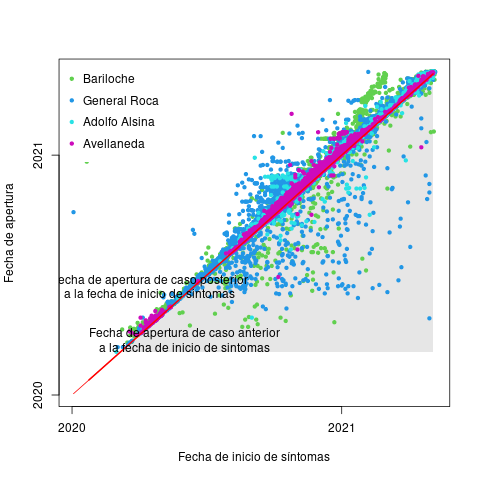 Bariloche
General Roca
Adolfo Alsina
Avellaneda
Fecha de apertura
2021
2020
echa de apertura de caso posterior
a la fecha de inicio de síntomas
Fecha de apertura de caso anterior
a la fecha de inicio de sintomas
2020
2021
Fecha de inicio de síntomas